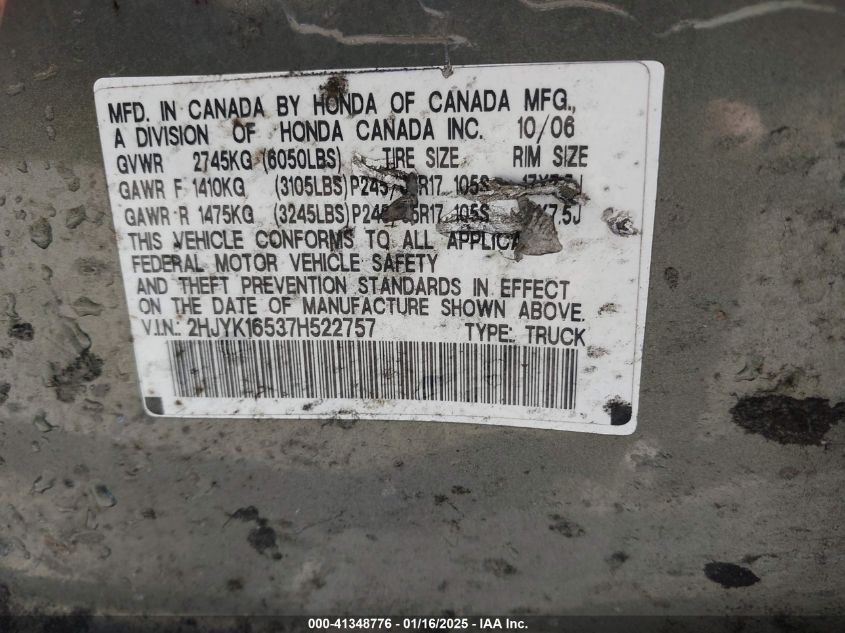 MFD. IN CANADA BY HONDA OF CANADA MFG.,
A DIVISION OF HONDA CANADA INC. 10/06
GVWR 2745KG (6050LBS) TIRE SIZE RIM SIZE
GAWR F 1410KG (3105LBS) 105S
GAWR R 1475KG (3245LBS) 105S
THIS VEHICLE CONFORMS TO ALL
FEDERAL MOTOR VEHICLE SAFETY
AND THEFT PREVENTION STANDARDS IN EFFECT
ON THE DATE OF MANUFACTURE SHOWN ABOVE.
V.I.N.: 2HJYK16537H522757 TYPE: TRUCK
000-41348776 - 01/16/2025 - IAA Inc.